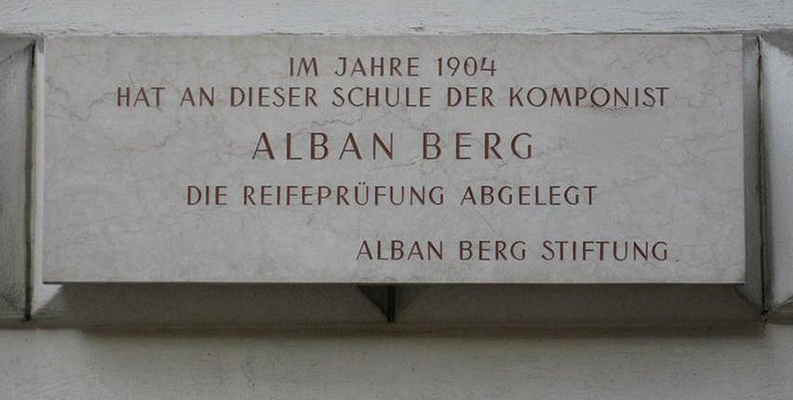 IM JAHRE 1904
HAT AN DIESER SCHULE DER KOMPONIST
ALBAN BERG
DIE REIFEPRÜFUNG ABGELEGT
ALBAN BERG STIFTUNG